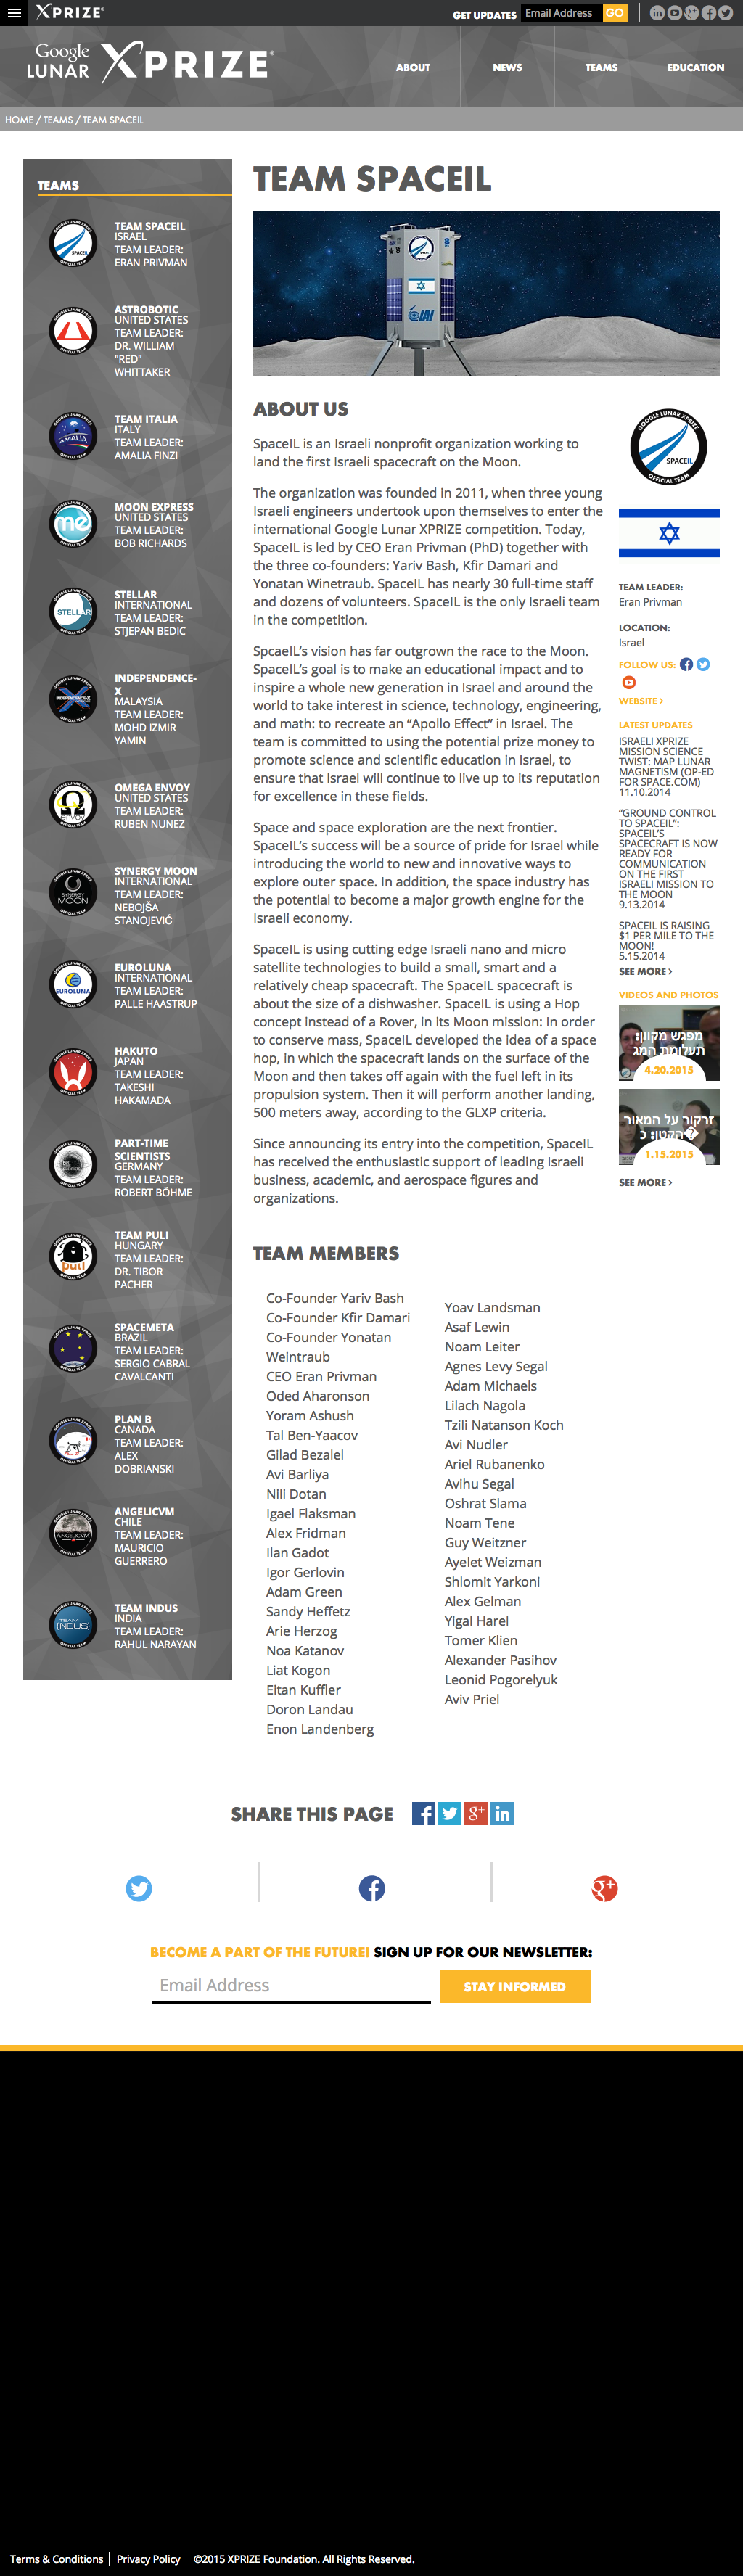 XPRIZE®
GET UPDATES
Email Address
GO
Google
LUNAR
XPRIZE®
ABOUT
NEWS
TEAMS
EDUCATION
HOME / TEAMS / TEAM SPACEIL
TEAMS
TEAM SPACEIL
ISRAEL
TEAM LEADER:
ERAN PRIVMAN
ASTROBOTIC
UNITED STATES
TEAM LEADER:
DR. WILLIAM
"RED"
WHITTAKER
TEAM ITALIA
ITALY
TEAM LEADER:
AMALIA FINZI
MOON EXPRESS
UNITED STATES
TEAM LEADER:
BOB RICHARDS
STELLAR
INTERNATIONAL
TEAM LEADER:
STJEPAN BEDIC
INDEPENDENCE-
X
MALAYSIA
TEAM LEADER:
MOHD IZMIR
YAMIN
OMEGA ENVOY
UNITED STATES
TEAM LEADER:
RUBEN NUNEZ
SYNERGY MOON
INTERNATIONAL
TEAM LEADER:
NEBOJŠA
STANOJEVIĆ
EUROLUNA
INTERNATIONAL
TEAM LEADER:
PALLE HAASTRUP
HAKUTO
JAPAN
TEAM LEADER:
TAKESHI
HAKAMADA
PART-TIME
SCIENTISTS
GERMANY
TEAM LEADER:
ROBERT BÖHME
TEAM PULI
HUNGARY
TEAM LEADER:
DR. TIBOR
PACHER
SPACEMETA
BRAZIL
TEAM LEADER:
SERGIO CABRAL
CAVALCANTI
PLAN B
CANADA
TEAM LEADER:
ALEX
DOBRIANSKI
ANGELICVM
CHILE
TEAM LEADER:
MAURICIO
GUERRERO
TEAM INDUS
INDIA
TEAM LEADER:
RAHUL NARAYAN
TEAM SPACEIL
IAI
ABOUT US
SpaceIL is an Israeli nonprofit organization working to
land the first Israeli spacecraft on the Moon.
The organization was founded in 2011, when three young
Israeli engineers undertook upon themselves to enter the
international Google Lunar XPRIZE competition. Today,
SpaceIL is led by CEO Eran Privman (PhD) together with
the three co-founders: Yariv Bash, Kfir Damari and
Yonatan Winetraub. SpaceIL has nearly 30 full-time staff
and dozens of volunteers. SpaceIL is the only Israeli team
in the competition.
SpcaeIL's vision has far outgrown the race to the Moon.
SpaceIL's goal is to make an educational impact and to
inspire a whole new generation in Israel and around the
world to take interest in science, technology, engineering,
and math: to recreate an “Apollo Effect” in Israel. The
team is committed to using the potential prize money to
promote science and scientific education in Israel, to
ensure that Israel will continue to live up to its reputation
for excellence in these fields.
Space and space exploration are the next frontier.
SpaceIL's success will be a source of pride for Israel while
introducing the world to new and innovative ways to
explore outer space. In addition, the space industry has
the potential to become a major growth engine for the
Israeli economy.
SpaceIL is using cutting edge Israeli nano and micro
satellite technologies to build a small, smart and a
relatively cheap spacecraft. The SpaceIL spacecraft is
about the size of a dishwasher. SpaceIL is using a Hop
concept instead of a Rover, in its Moon mission: In order
to conserve mass, SpaceIL developed the idea of a space
hop, in which the spacecraft lands on the surface of the
Moon and then takes off again with the fuel left in its
propulsion system. Then it will perform another landing,
500 meters away, according to the GLXP criteria.
Since announcing its entry into the competition, SpaceIL
has received the enthusiastic support of leading Israeli
business, academic, and aerospace figures and
organizations.
GOOGLE LUNAR XPRIZE
SPACEIL
OFFICIAL TEAM
TEAM LEADER:
Eran Privman
LOCATION:
Israel
FOLLOW US:
WEBSITE >
LATEST UPDATES
ISRAELI XPRIZE
MISSION SCIENCE
TWIST: MAP LUNAR
MAGNETISM (OP-ED
FOR SPACE.COM)
11.10.2014
“GROUND CONTROL
TO SPACEIL”:
SPACEIL'S
SPACECRAFT IS NOW
READY FOR
COMMUNICATION
ON THE FIRST
ISRAELI MISSION TO
THE MOON
9.13.2014
SPACEIL IS RAISING
$1 PER MILE TO THE
MOON!
5.15.2014
SEE MORE >
VIDEOS AND PHOTOS
מפגש מקוון:
תעלומת המג
4.20.2015
זרקור על המאור
הקטן: כ�
1.15.2015
SEE MORE >
TEAM MEMBERS
Co-Founder Yariv Bash
Co-Founder Kfir Damari
Co-Founder Yonatan
Weintraub
CEO Eran Privman
Oded Aharonson
Yoram Ashush
Tal Ben-Yaacov
Gilad Bezalel
Avi Barliya
Nili Dotan
Igael Flaksman
Alex Fridman
Ilan Gadot
Igor Gerlovin
Adam Green
Sandy Heffetz
Arie Herzog
Noa Katanov
Liat Kogon
Eitan Kuffler
Doron Landau
Enon Landenberg
Yoav Landsman
Asaf Lewin
Noam Leiter
Agnes Levy Segal
Adam Michaels
Lilach Nagola
Tzili Natanson Koch
Avi Nudler
Ariel Rubanenko
Avihu Segal
Oshrat Slama
Noam Tene
Guy Weitzner
Ayelet Weizman
Shlomit Yarkoni
Alex Gelman
Yigal Harel
Tomer Klien
Alexander Pasihov
Leonid Pogorelyuk
Aviv Priel
SHARE THIS PAGE
BECOME A PART OF THE FUTURE! SIGN UP FOR OUR NEWSLETTER:
Email Address
STAY INFORMED
Terms & Conditions | Privacy Policy | ©2015 XPRIZE Foundation. All Rights Reserved.